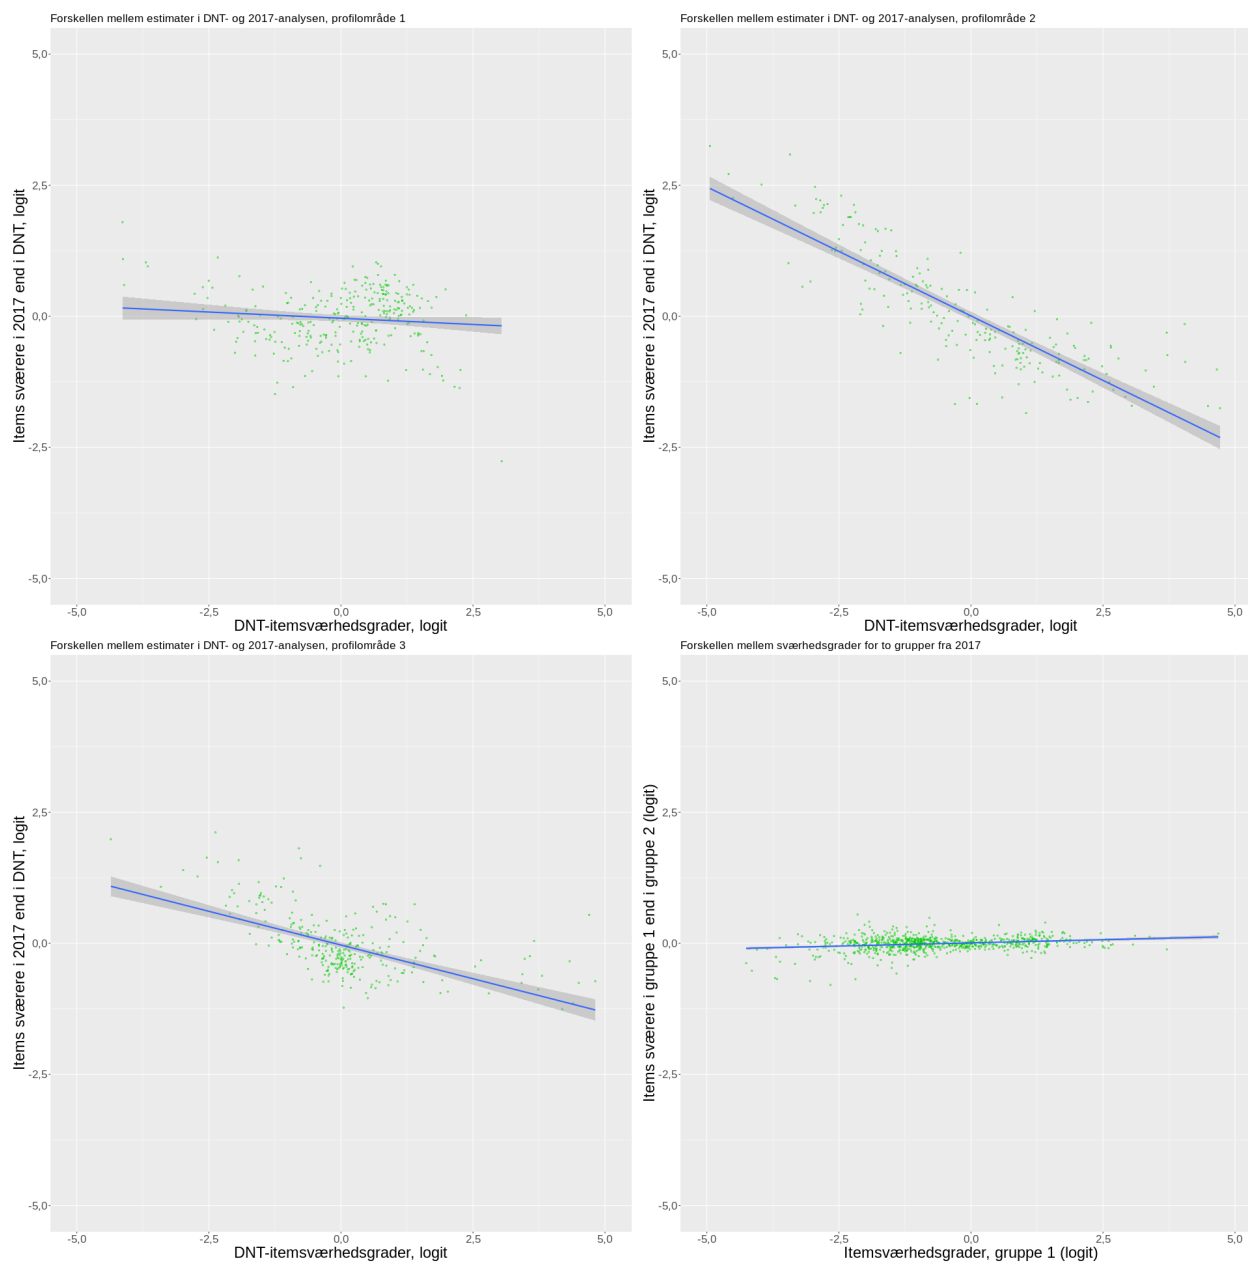 Forskellen mellem estimater i DNT- og 2017-analysen, profilområde 1
5,0
2,5
0,0
-2,5
-5,0
Items sværere i 2017 end i DNT, logit
-5,0 -2,5 0,0 2,5 5,0
DNT-itemsværhedsgrader, logit
Forskellen mellem estimater i DNT- og 2017-analysen, profilområde 2
5,0
2,5
0,0
-2,5
-5,0
Items sværere i 2017 end i DNT, logit
-5,0 -2,5 0,0 2,5 5,0
DNT-itemsværhedsgrader, logit
Forskellen mellem estimater i DNT- og 2017-analysen, profilområde 3
5,0
2,5
0,0
-2,5
-5,0
Items sværere i 2017 end i DNT, logit
-5,0 -2,5 0,0 2,5 5,0
DNT-itemsværhedsgrader, logit
Forskellen mellem sværhedsgrader for to grupper fra 2017
5,0
2,5
0,0
-2,5
-5,0
Items sværere i gruppe 1 end i gruppe 2 (logit)
-5,0 -2,5 0,0 2,5 5,0
Itemsværhedsgrader, gruppe 1 (logit)